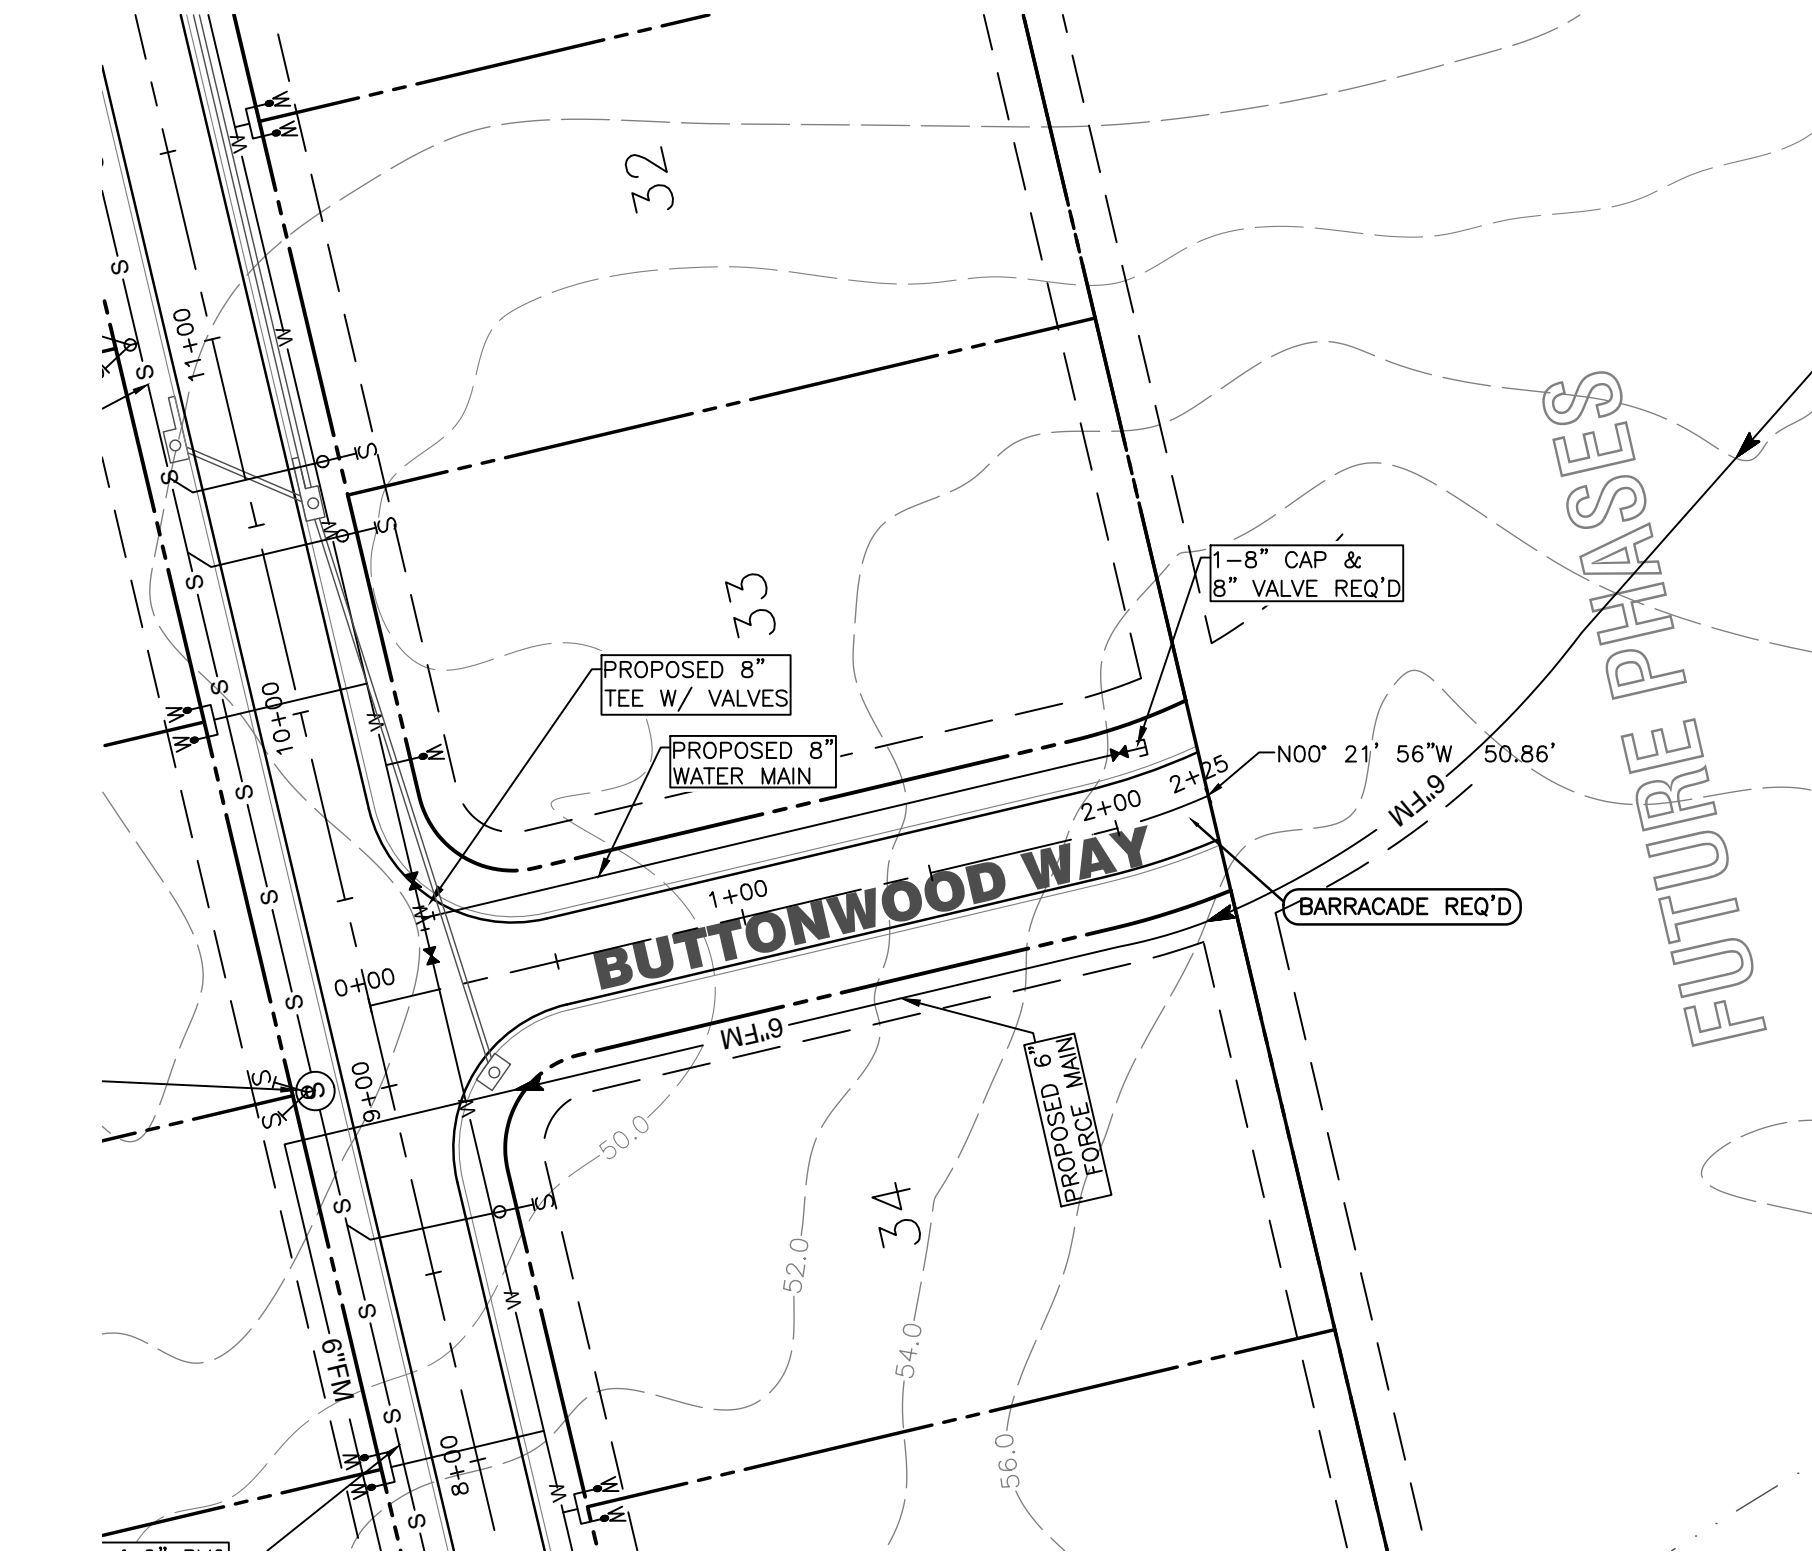 32
11+00
S
S
S
S
S
W
W
W
W
W
1-8" CAP &
8" VALVE REQ'D
33
PROPOSED 8"
TEE W/ VALVES
PROPOSED 8"
WATER MAIN
10+00
S
S
W
W
W
W
N00° 21' 56"W 50.86'
2+25
2+00
6"FM
FUTURE PHASES
BUTTONWOOD WAY
1+00
BARRACADE REQ'D
0+00
S
S
W
6"FM
PROPOSED 6"
FORCE MAIN
9+00
S
S
S
W
50.0
34
S
S
W
52.0
54.0
56.0
6"FM
S
S
8+00
W
W
W
W
W
S